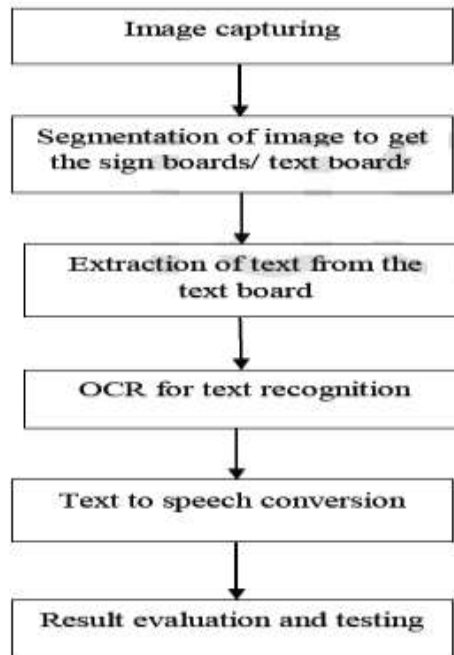 Image capturing
Segmentation of image to get
the sign boards/ text boards
Extraction of text from the
text board
OCR for text recognition
Text to speech conversion
Result evaluation and testing